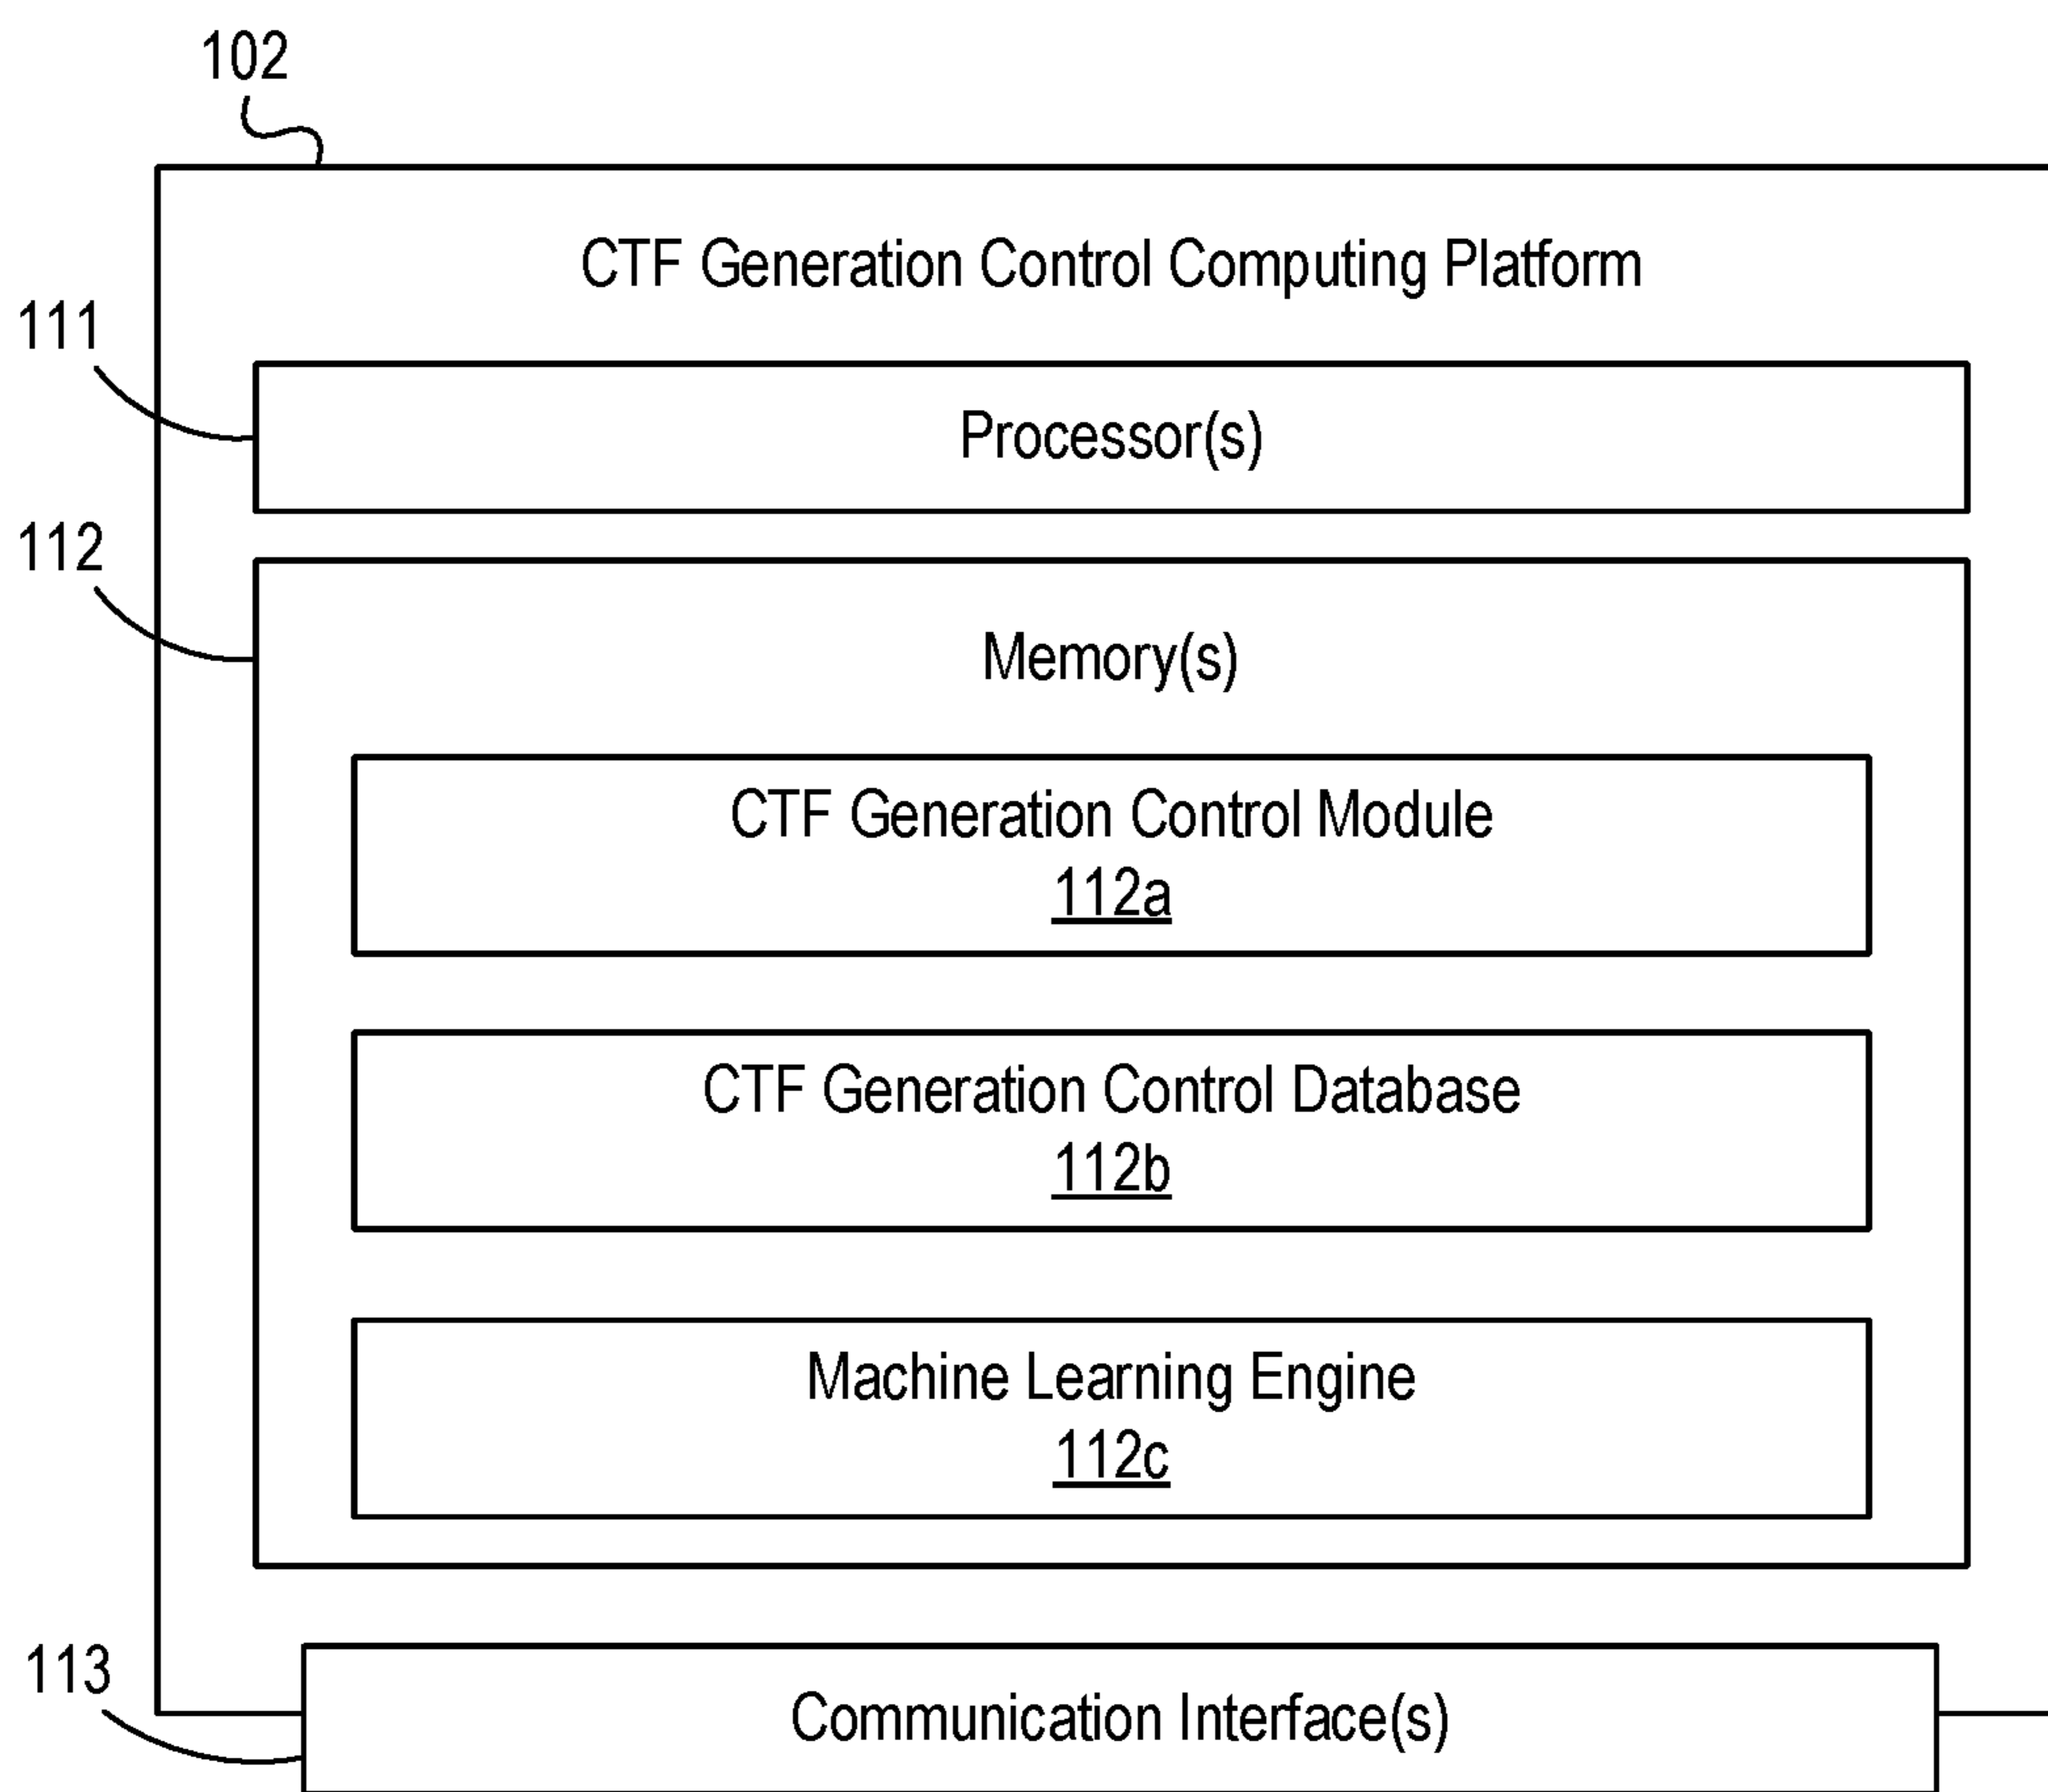 102
CTF Generation Control Computing Platform
111
Processor(s)
112
Memory(s)
CTF Generation Control Module
112a
CTF Generation Control Database
112b
Machine Learning Engine
112c
113
Communication Interface(s)